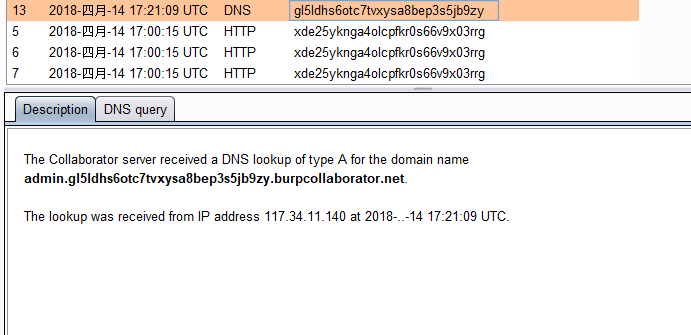 13 2018-四月-14 17:21:09 UTC DNS gl5ldhs6otc7tvxysa8bep3s5jb9zy
5 2018-四月-14 17:00:15 UTC HTTP xde25yknga4olcpfkr0s66v9x03rrg
6 2018-四月-14 17:00:15 UTC HTTP xde25yknga4olcpfkr0s66v9x03rrg
7 2018-四月-14 17:00:15 UTC HTTP xde25yknga4olcpfkr0s66v9x03rrg
Description DNS query
The Collaborator server received a DNS lookup of type A for the domain name
admin.gl5ldhs6otc7tvxysa8bep3s5jb9zy.burpcollaborator.net.
The lookup was received from IP address 117.34.11.140 at 2018-..-14 17:21:09 UTC.